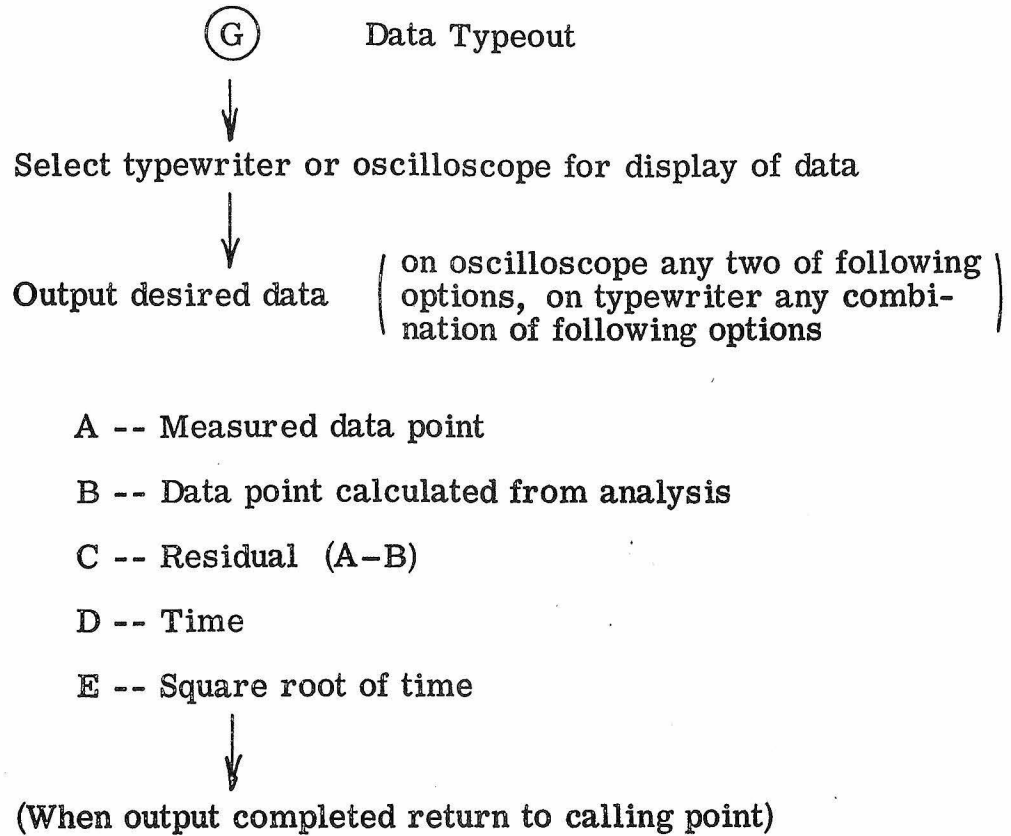 G Data Typeout
Select typewriter or oscilloscope for display of data
Output desired data
on oscilloscope any two of following
options, on typewriter any combi-
nation of following options
A -- Measured data point
B -- Data point calculated from analysis
C -- Residual (A-B)
D -- Time
E -- Square root of time
(When output completed return to calling point)